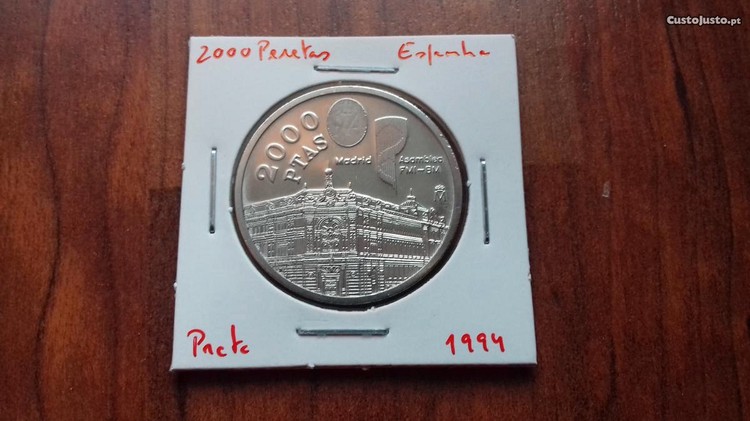 CustoJusto.pt
2000 Pesetas Espanha
2000
PTAS
Madrid Asamblea
FMI-BM
M
Prata 1994